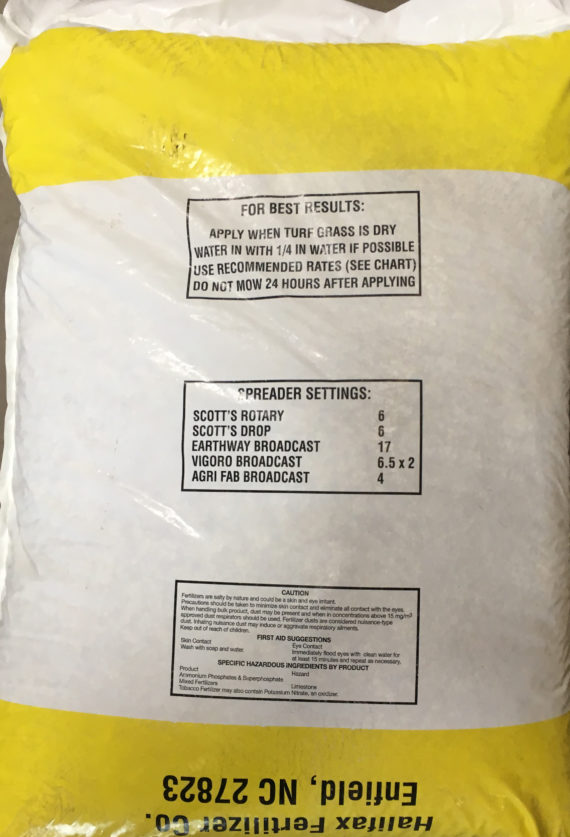 FOR BEST RESULTS:
APPLY WHEN TURF GRASS IS DRY
WATER IN WITH 1/4 IN WATER IF POSSIBLE
USE RECOMMENDED RATES (SEE CHART)
DO NOT MOW 24 HOURS AFTER APPLYING
SPREADER SETTINGS:
SCOTT'S ROTARY 6
SCOTT'S DROP 6
EARTHWAY BROADCAST 17
VIGORO BROADCAST 6.5 x 2
AGRI FAB BROADCAST 4
CAUTION
Fertilizers are salty by nature and could be a skin and eye irritant.
Precautions should be taken to minimize skin contact and eliminate all contact with the eyes.
When handling bulk product, dust may be present and when in concentrations above 15 mg/m³
approved dust respirators should be used. Fertilizer dusts are considered nuisance-type
dust. Inhaling nuisance dust may induce or aggravate respiratory ailments.
Keep out of reach of children.
FIRST AID SUGGESTIONS
Skin Contact Eye Contact
Wash with soap and water. Immediately flood eyes with clean water for
at least 15 minutes and repeat as necessary.
SPECIFIC HAZARDOUS INGREDIENTS BY PRODUCT
Product Hazard
Ammonium Phosphates & Superphosphate
Mixed Fertilizers Limestone
Tobacco Fertilizer may also contain Potassium Nitrate, an oxidizer.
Halifax Fertilizer Co.
Enfield, NC 27823